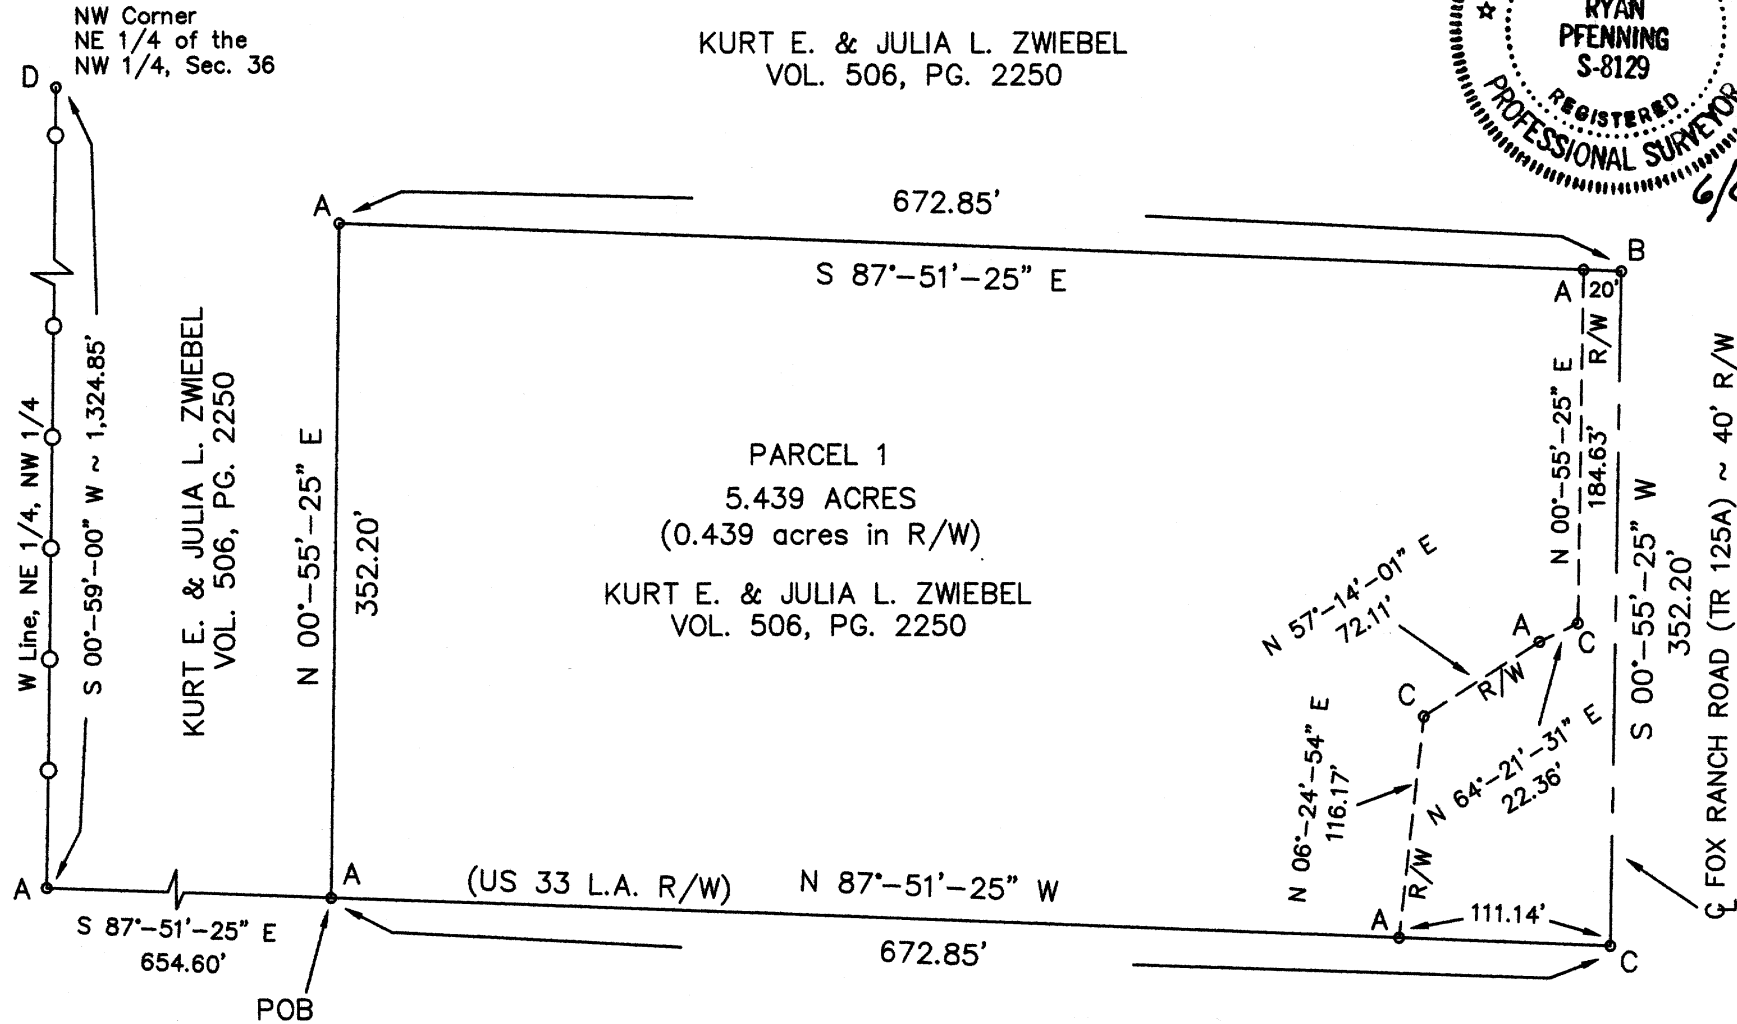 NW Corner
NE 1/4 of the
NW 1/4, Sec. 36
D
KURT E. & JULIA L. ZWIEBEL
VOL. 506, PG. 2250
RYAN
PFENNING
S-8129
REGISTERED
PROFESSIONAL SURVEYOR
A
672.85'
B
S 87°-51'-25" E
A
20'
R/W
N 00°-55'-25" E
184.63'
W Line, NE 1/4, NW 1/4
S 00°-59'-00" W ~ 1,324.85'
KURT E. & JULIA L. ZWIEBEL
VOL. 506, PG. 2250
N 00°-55'-25" E
352.20'
PARCEL 1
5.439 ACRES
(0.439 acres in R/W)
KURT E. & JULIA L. ZWIEBEL
VOL. 506, PG. 2250
N 57°-14'-01" E
72.11'
A
C
R/W
C
N 64°-21'-31" E
22.36'
N 06°-24'-54" E
116.17'
R/W
S 00°-55'-25" W
352.20'
℄ FOX RANCH ROAD (TR 125A) ~ 40' R/W
A
A
(US 33 L.A. R/W)
N 87°-51'-25" W
A
111.14'
C
S 87°-51'-25" E
654.60'
672.85'
POB